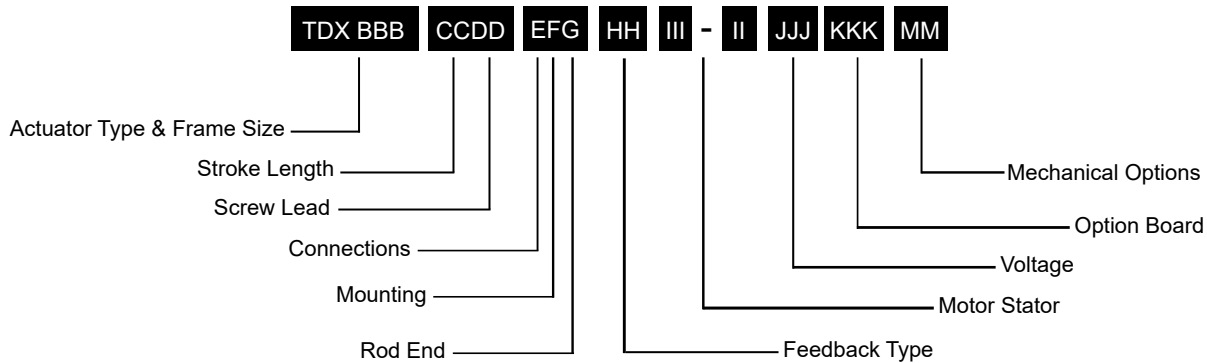 TDX BBB CCDD EFG HH III - II JJJ KKK MM
Actuator Type & Frame Size
Stroke Length
Mechanical Options
Screw Lead
Option Board
Connections
Voltage
Mounting
Motor Stator
Rod End
Feedback Type